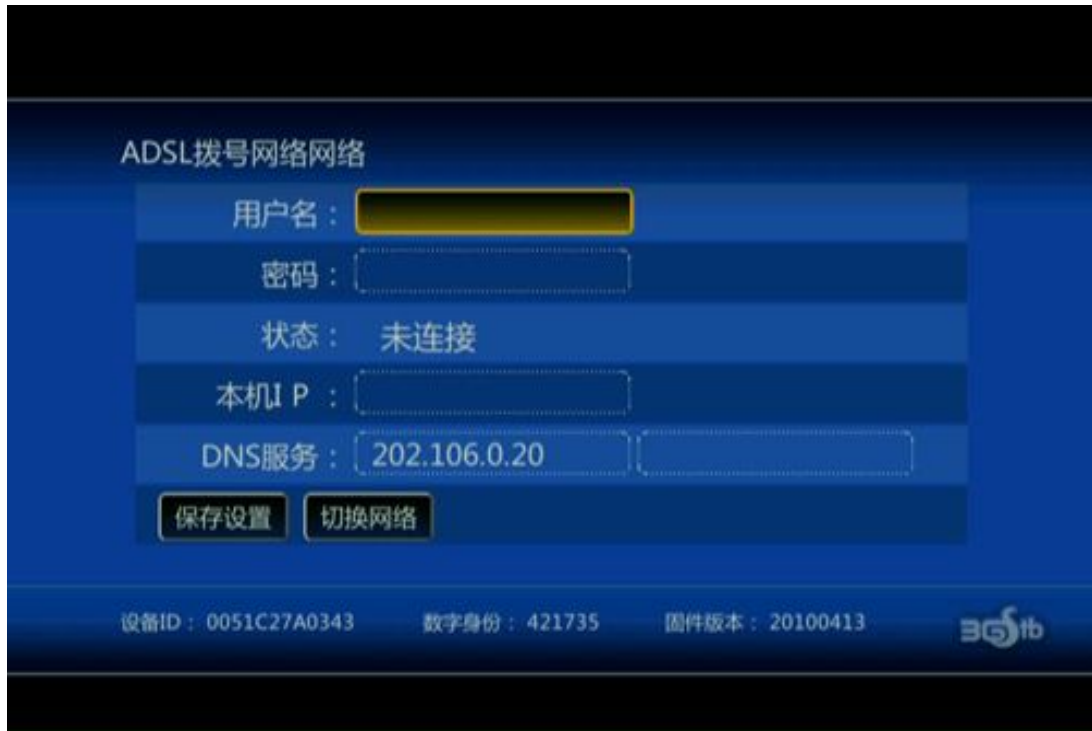 ADSL拨号网络网络
用户名：
密码：
状态： 未连接
本机I P ：
DNS服务： 202.106.0.20
保存设置 切换网络
设备ID： 0051C27A0343 数字身份： 421735 固件版本： 20100413
3GStb